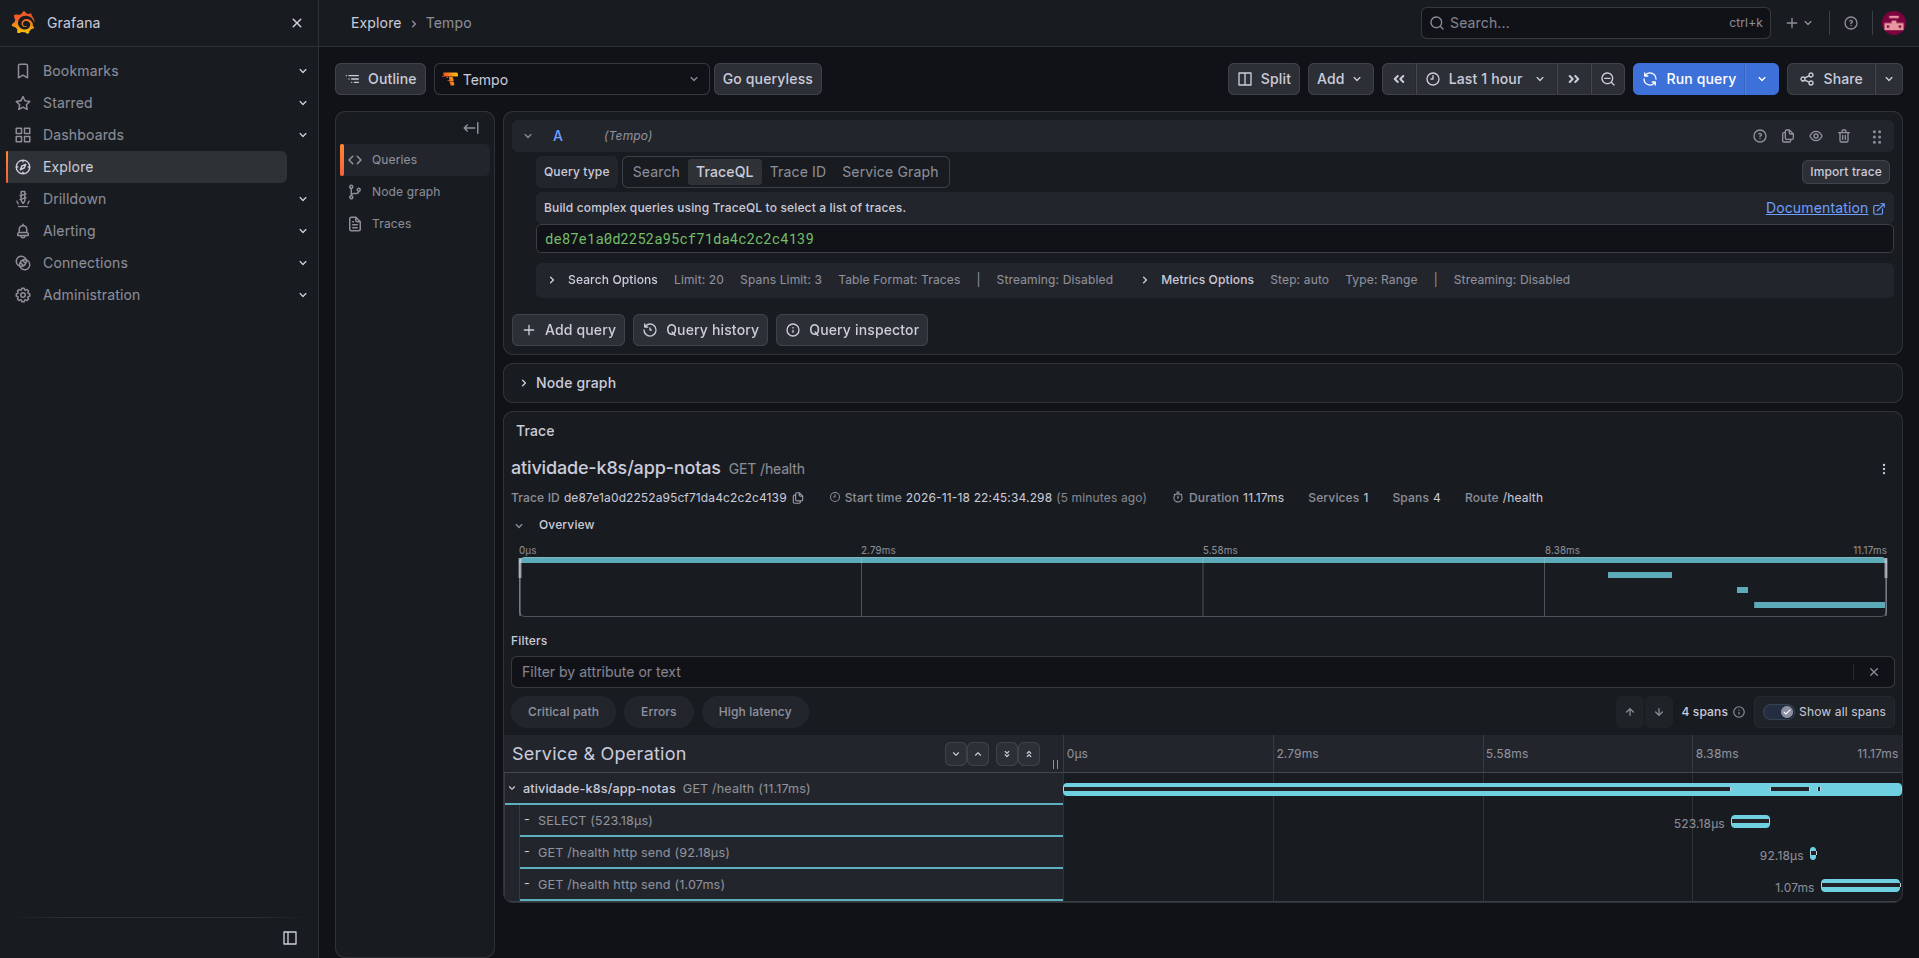 Grafana
Explore › Tempo
Search... ctrl+k
Bookmarks
Starred
Dashboards
Explore
Drilldown
Alerting
Connections
Administration
Outline Tempo Go queryless Split Add Last 1 hour Run query Share
Queries
Node graph
Traces
A (Tempo)
Query type Search TraceQL Trace ID Service Graph Import trace
Build complex queries using TraceQL to select a list of traces. Documentation
de87e1a0d2252a95cf71da4c2c2c4139
Search Options Limit: 20 Spans Limit: 3 Table Format: Traces | Streaming: Disabled Metrics Options Step: auto Type: Range | Streaming: Disabled
Add query Query history Query inspector
Node graph
Trace
atividade-k8s/app-notas GET /health
Trace ID de87e1a0d2252a95cf71da4c2c2c4139 Start time 2026-11-18 22:45:34.298 (5 minutes ago) Duration 11.17ms Services 1 Spans 4 Route /health
Overview
0μs 2.79ms 5.58ms 8.38ms 11.17ms
Filters
Filter by attribute or text
Critical path Errors High latency 4 spans Show all spans
Service & Operation 0μs 2.79ms 5.58ms 8.38ms 11.17ms
atividade-k8s/app-notas GET /health (11.17ms)
- SELECT (523.18μs) 523.18μs
- GET /health http send (92.18μs) 92.18μs
- GET /health http send (1.07ms) 1.07ms